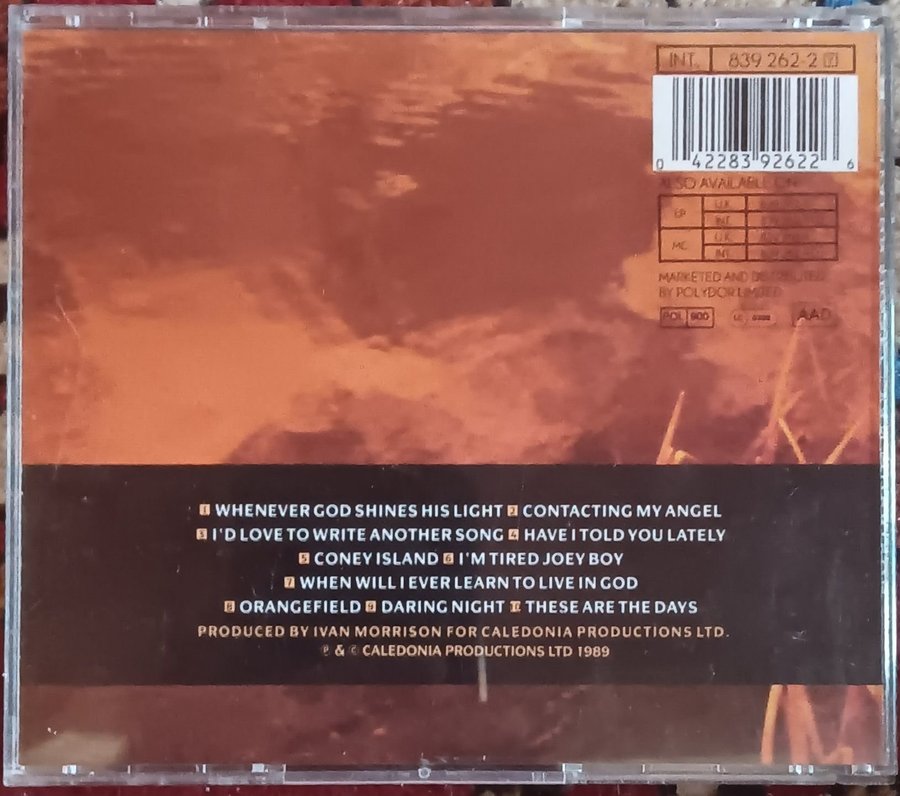 INT. 839 262-2
0 42283 92622 6
ALSO AVAILABLE ON
LP U.K.
INT.
MC U.K.
INT.
MARKETED AND DISTRIBUTED
BY POLYDOR LIMITED
POL 900 AAD
1 WHENEVER GOD SHINES HIS LIGHT 2 CONTACTING MY ANGEL
3 I'D LOVE TO WRITE ANOTHER SONG 4 HAVE I TOLD YOU LATELY
5 CONEY ISLAND 6 I'M TIRED JOEY BOY
7 WHEN WILL I EVER LEARN TO LIVE IN GOD
8 ORANGEFIELD 9 DARING NIGHT 10 THESE ARE THE DAYS
PRODUCED BY IVAN MORRISON FOR CALEDONIA PRODUCTIONS LTD.
℗ & © CALEDONIA PRODUCTIONS LTD 1989